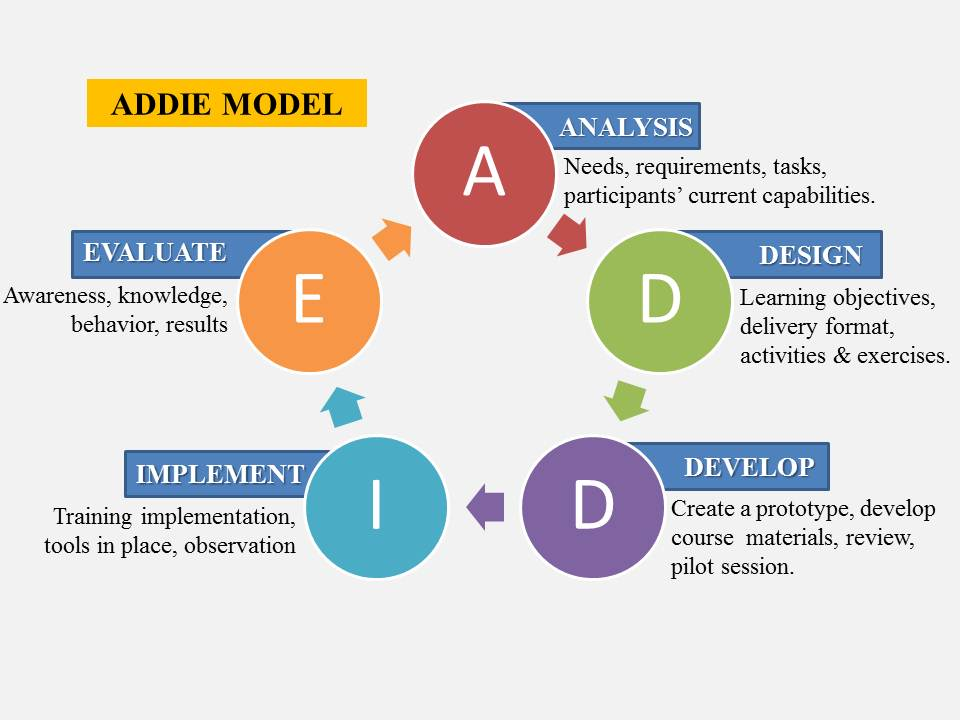 ADDIE MODEL
A
ANALYSIS
Needs, requirements, tasks,
participants’ current capabilities.
D
DESIGN
Learning objectives,
delivery format,
activities & exercises.
D
DEVELOP
Create a prototype, develop
course materials, review,
pilot session.
I
IMPLEMENT
Training implementation,
tools in place, observation
E
EVALUATE
Awareness, knowledge,
behavior, results